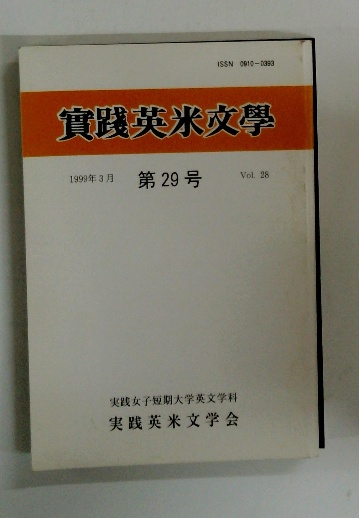 ISSN 0910-0393
實踐英米文學
1999年3月 第29号 Vol. 28
実践女子短期大学英文学科
実践英米文学会